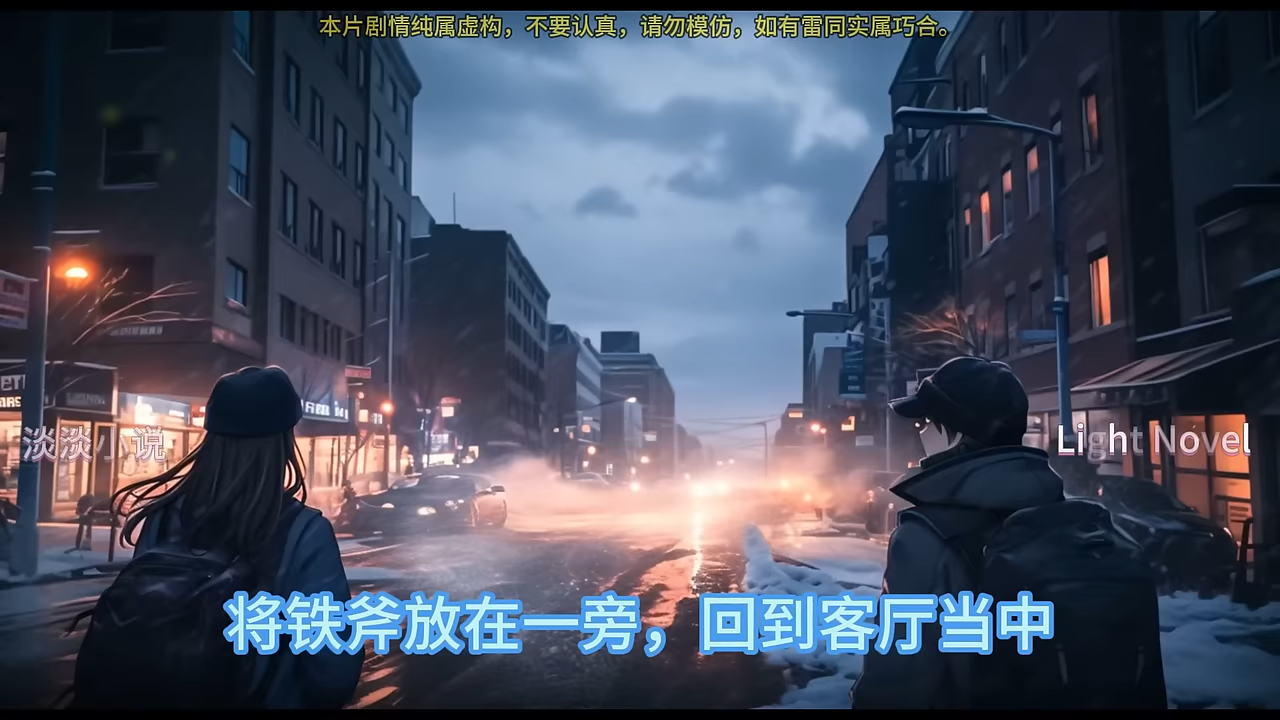 本片剧情纯属虚构，不要认真，请勿模仿，如有雷同实属巧合。
淡淡小说
Light Novel
将铁斧放在一旁，回到客厅当中